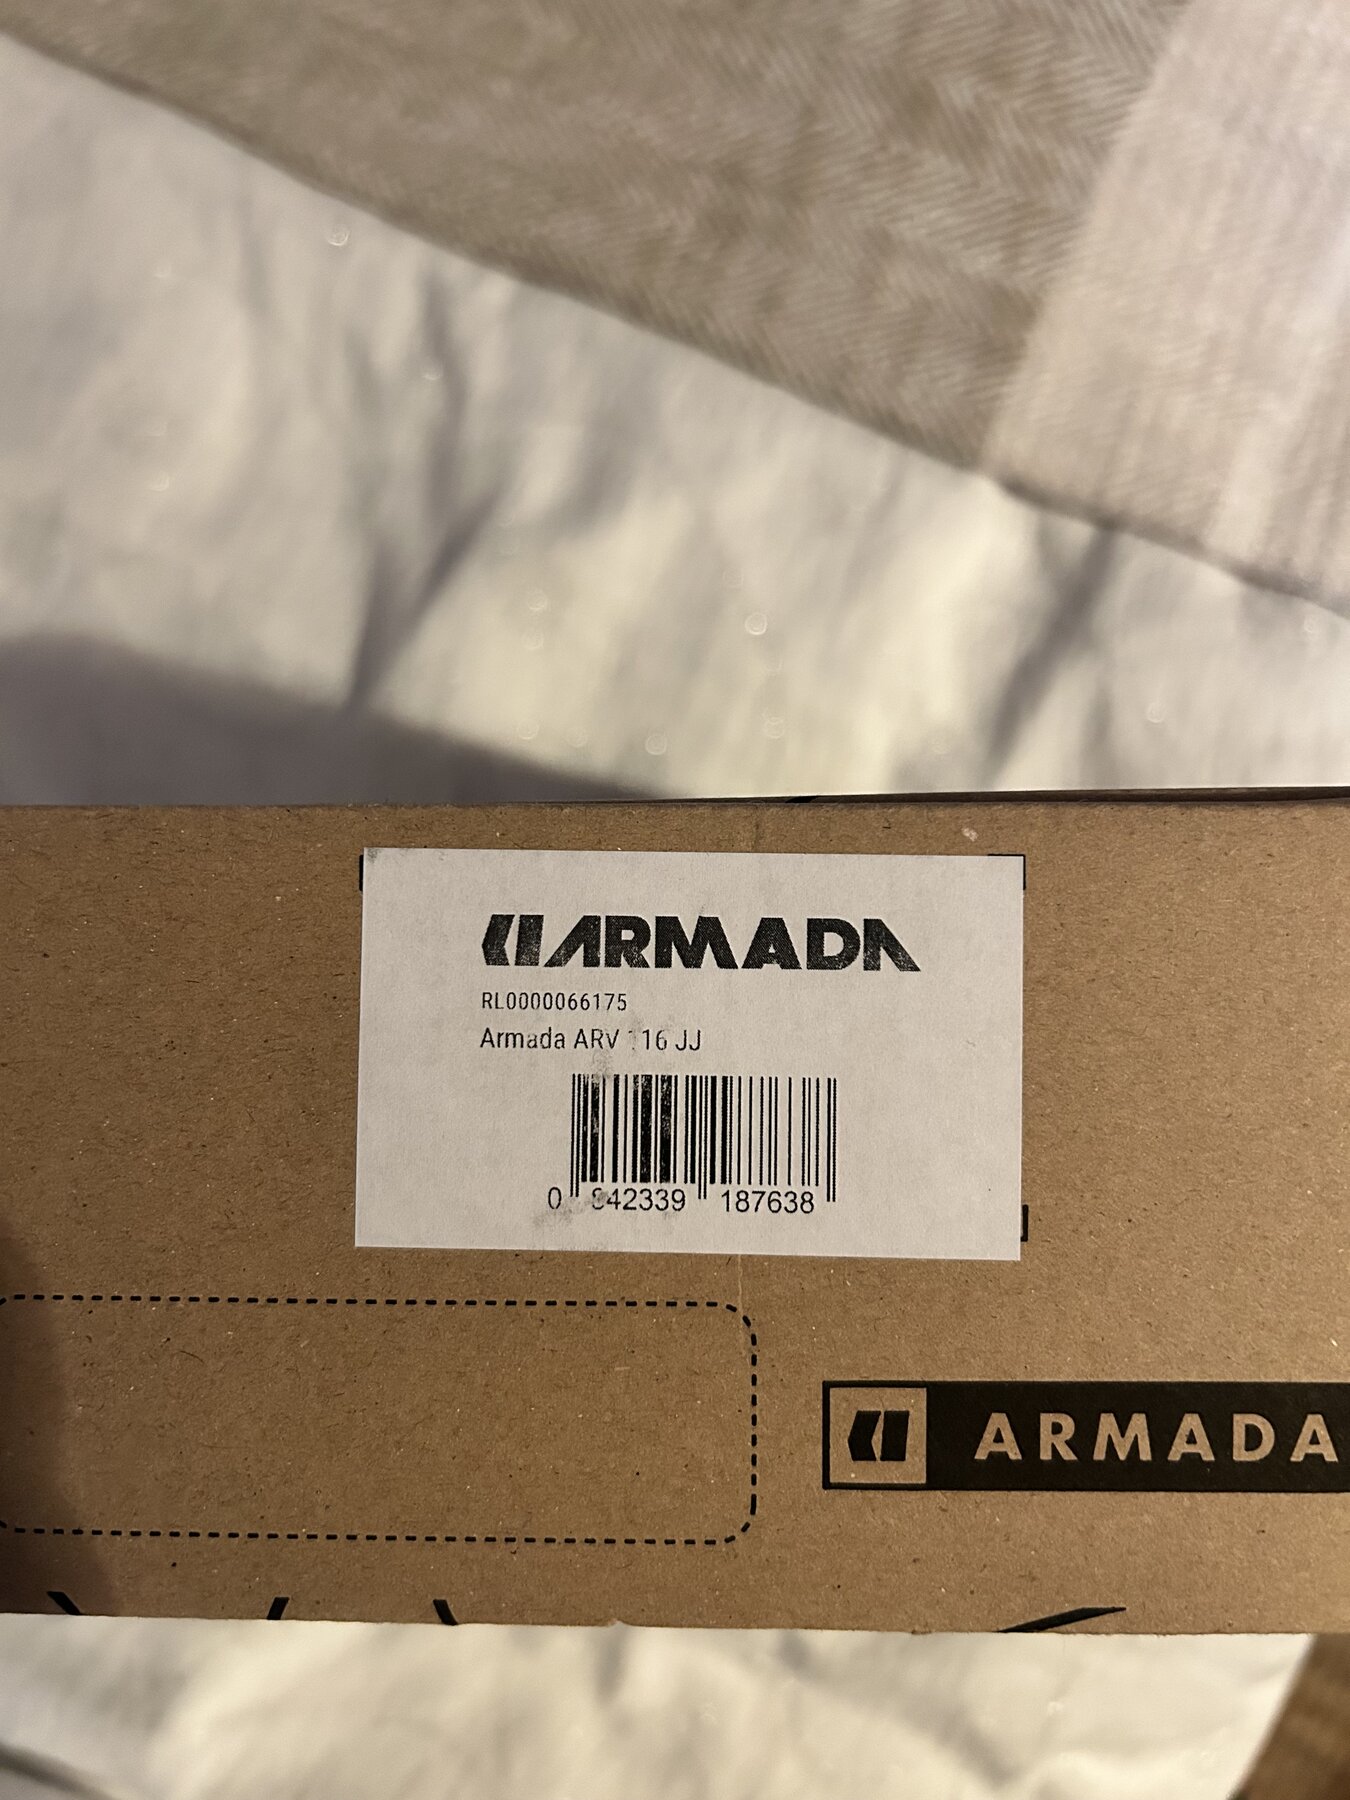 ARMADA
RL0000066175
Armada ARV 116 JJ
0 842339 187638
ARMADA